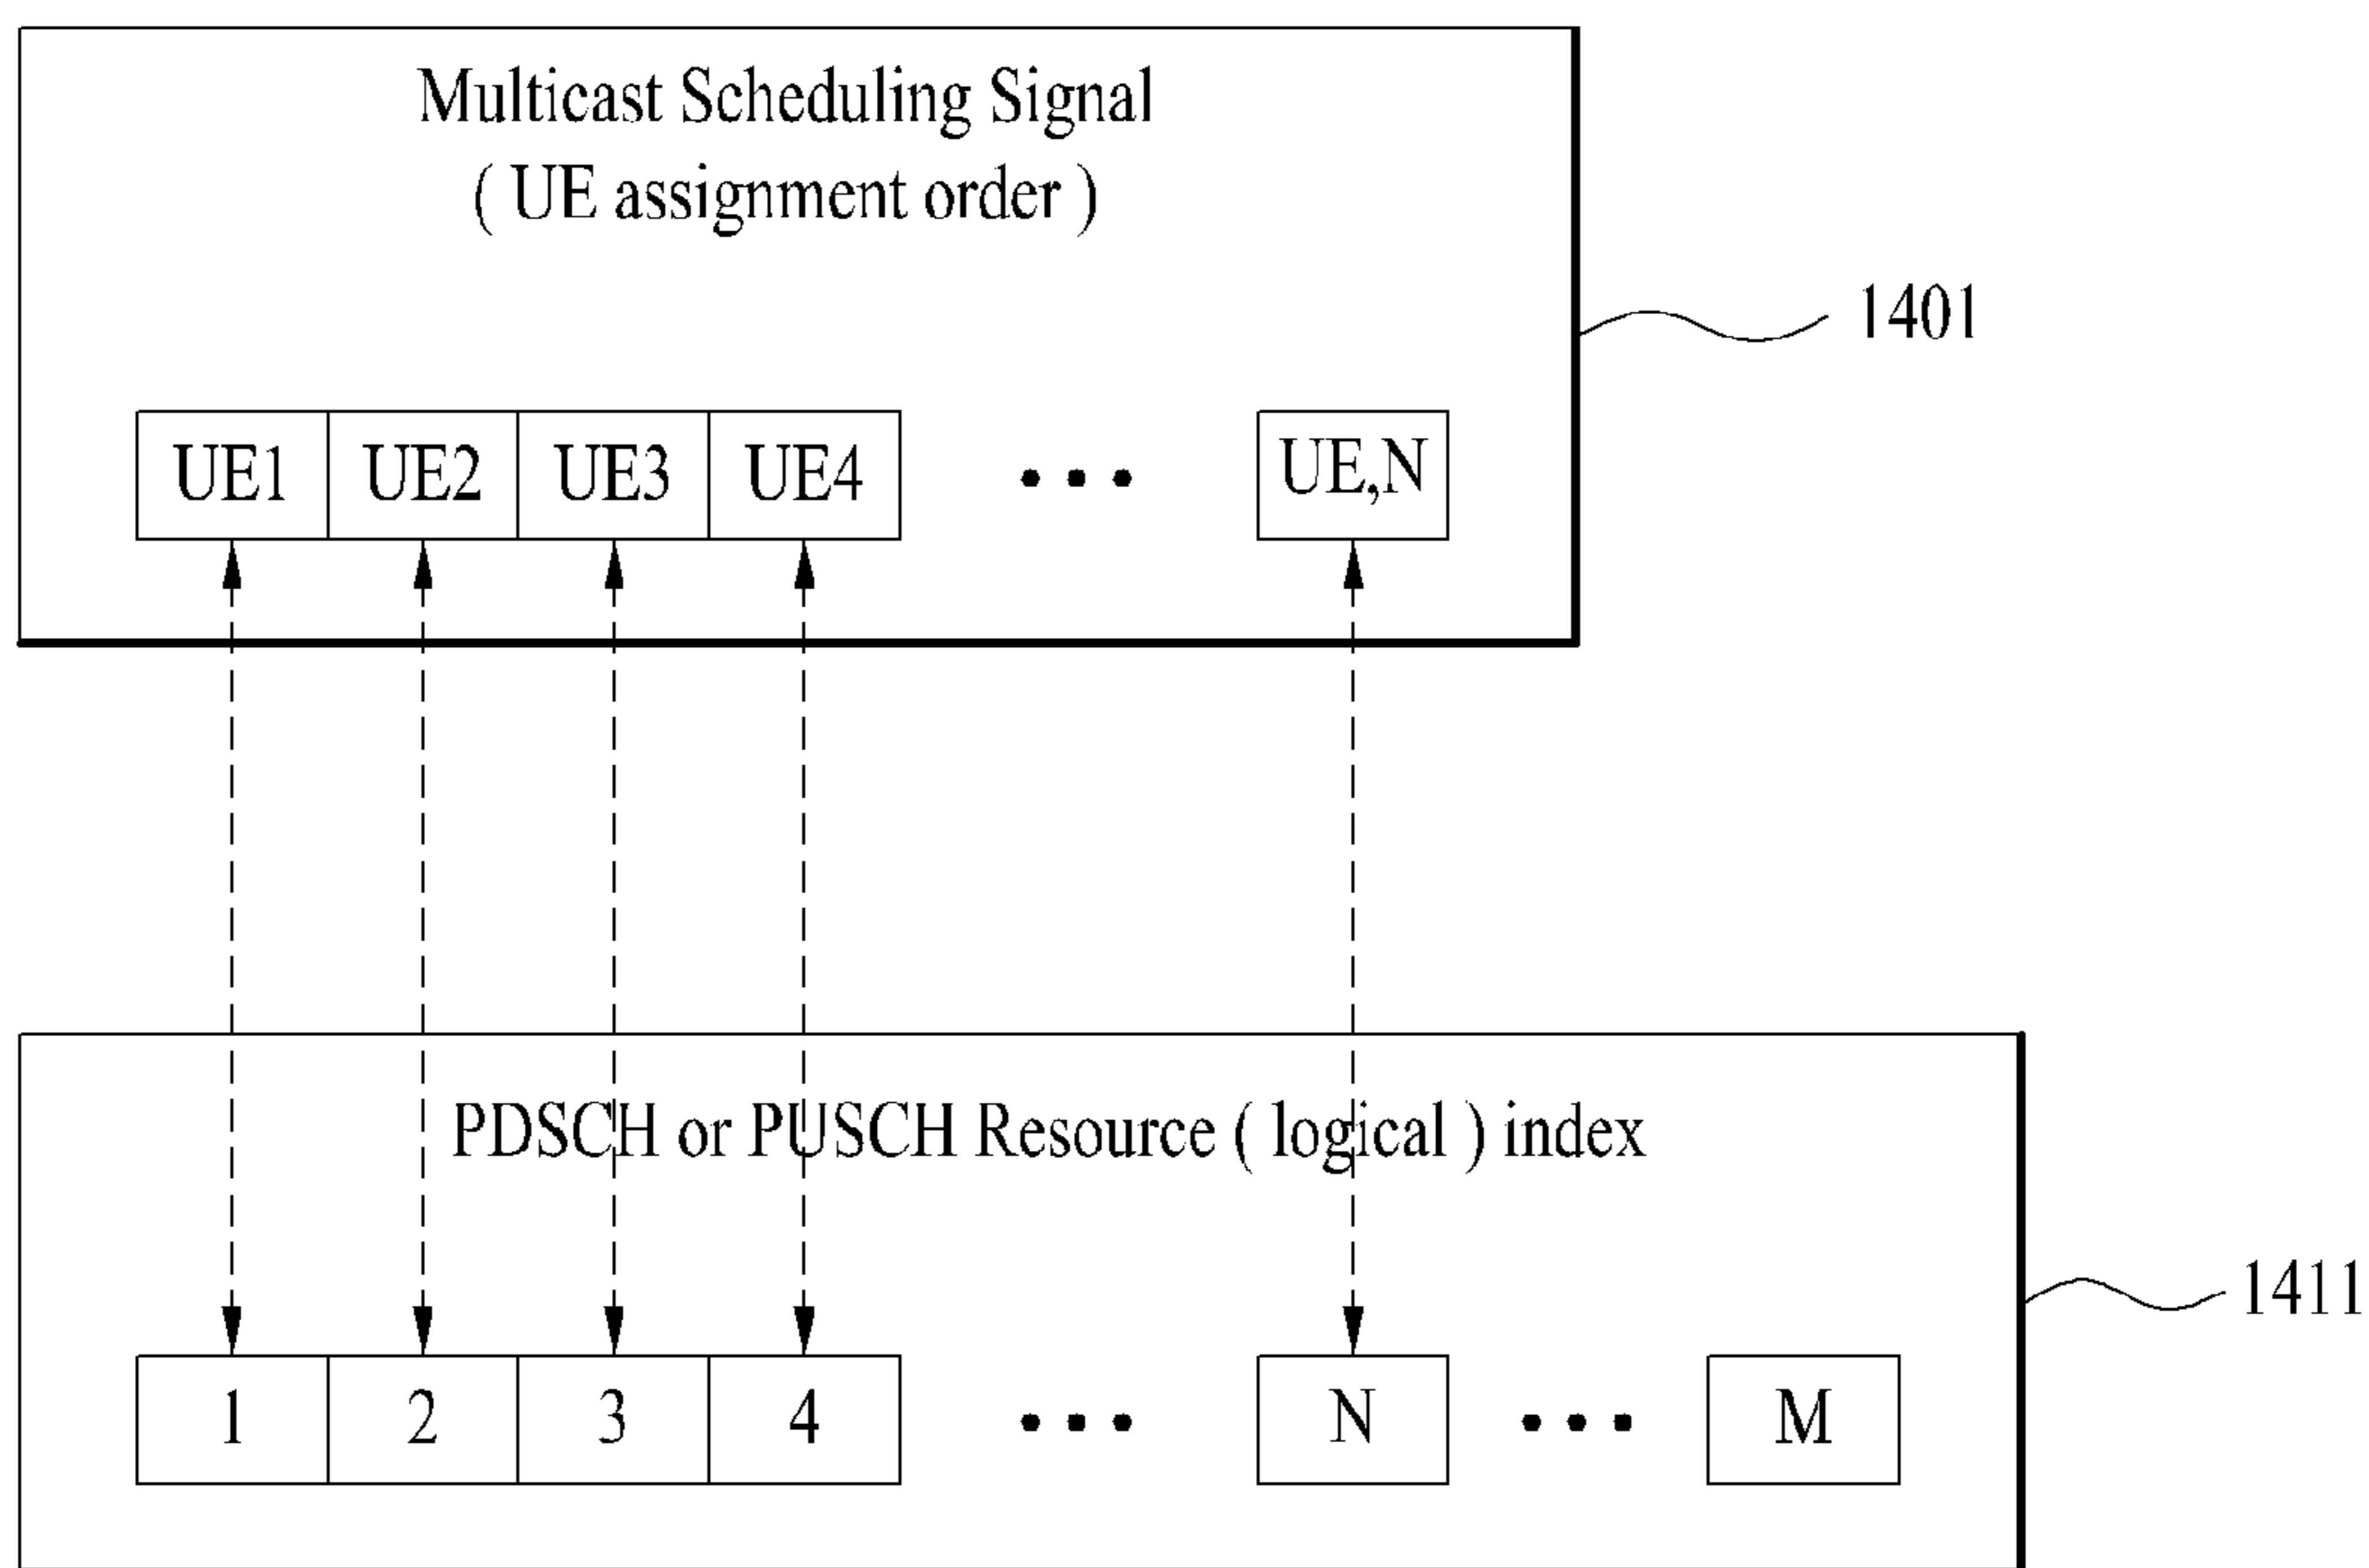 Multicast Scheduling Signal
( UE assignment order )
1401
UE1 UE2 UE3 UE4 ••• UE,N
PDSCH or PUSCH Resource ( logical ) index
1411
1 2 3 4 ••• N ••• M